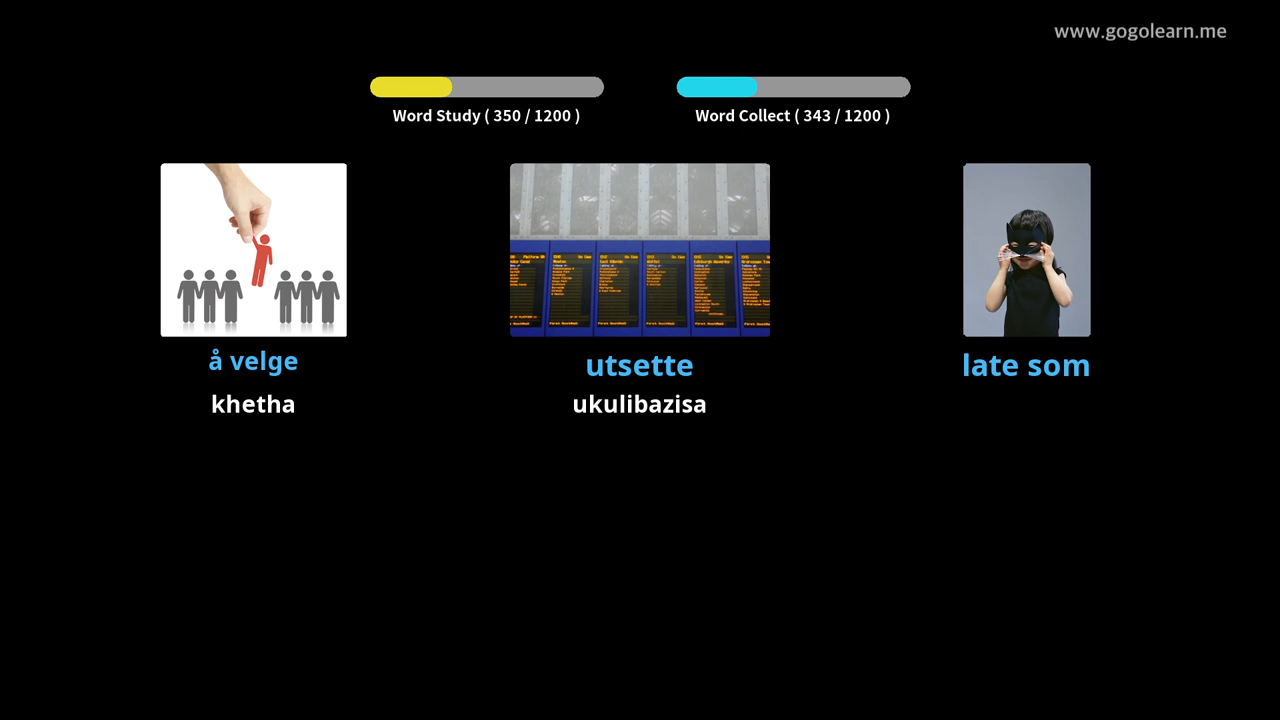 www.gogolearn.me
Word Study ( 350 / 1200 )
Word Collect ( 343 / 1200 )
å velge
utsette
late som
khetha
ukulibazisa